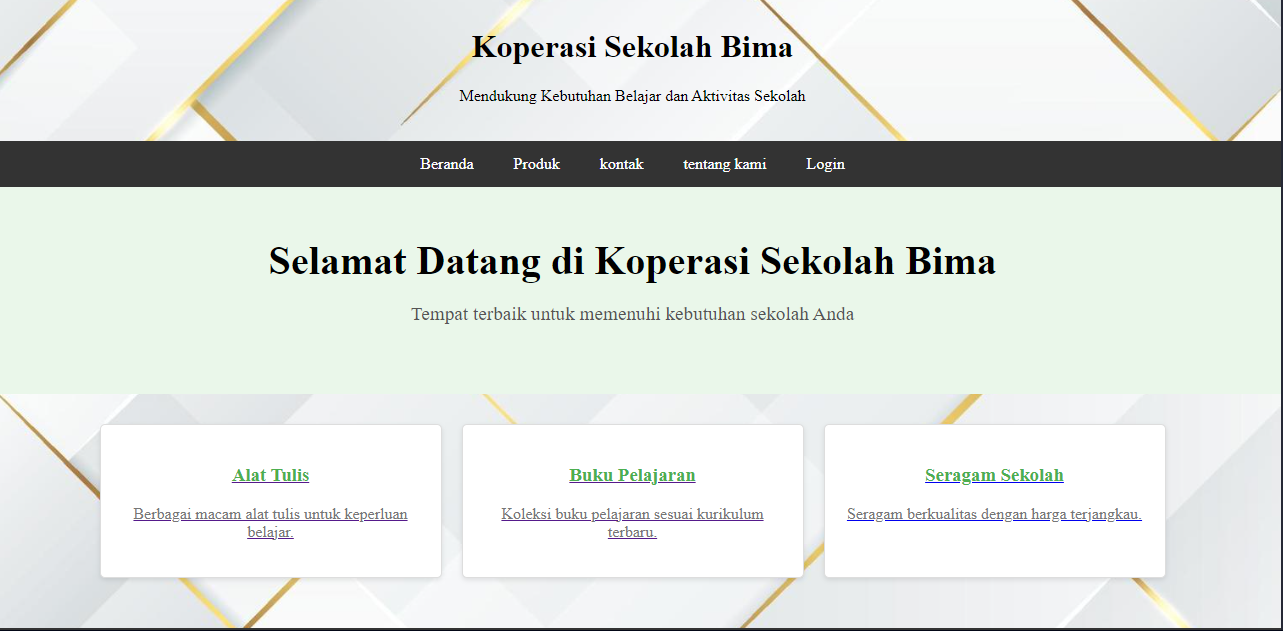 Koperasi Sekolah Bima
Mendukung Kebutuhan Belajar dan Aktivitas Sekolah
Beranda Produk kontak tentang kami Login
Selamat Datang di Koperasi Sekolah Bima
Tempat terbaik untuk memenuhi kebutuhan sekolah Anda
Alat Tulis
Berbagai macam alat tulis untuk keperluan
belajar.
Buku Pelajaran
Koleksi buku pelajaran sesuai kurikulum
terbaru.
Seragam Sekolah
Seragam berkualitas dengan harga terjangkau.